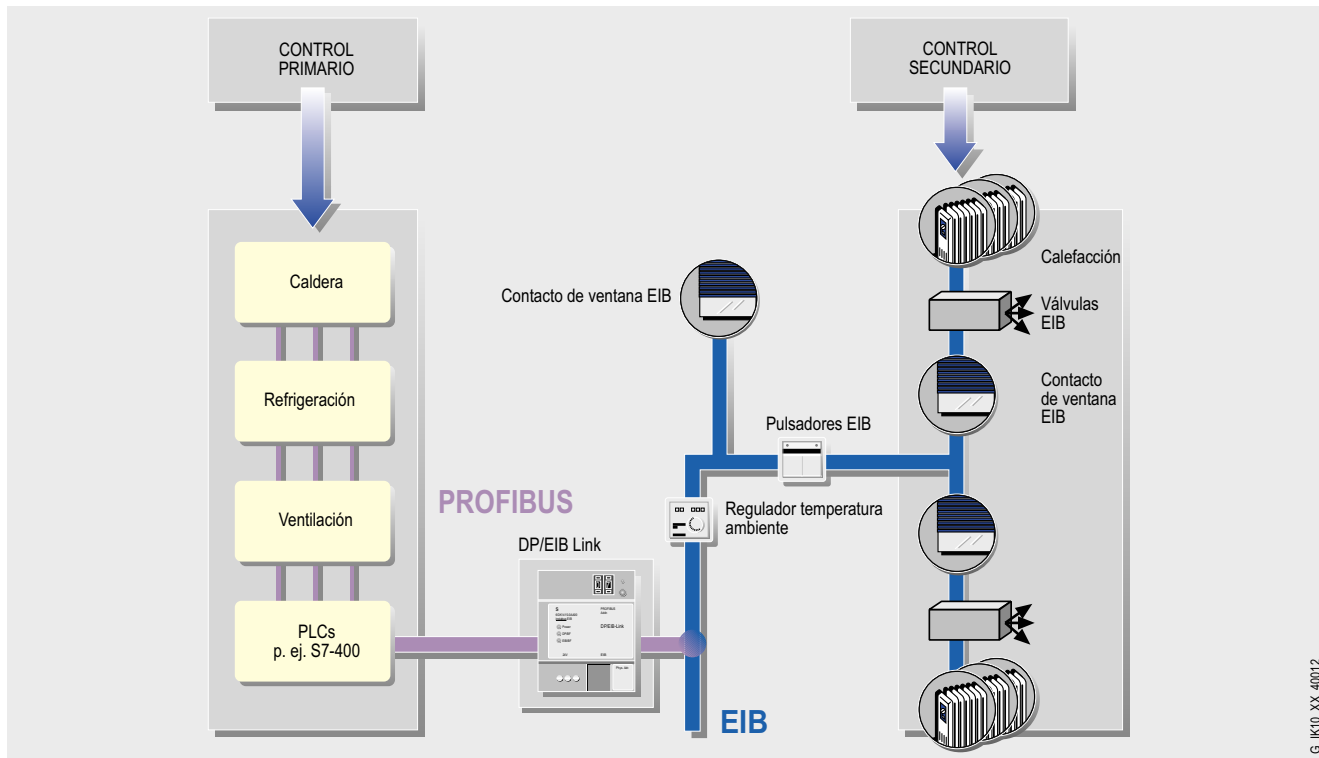 CONTROL
PRIMARIO
CONTROL
SECUNDARIO
Caldera
Refrigeración
Ventilación
PLCs
p. ej. S7-400
PROFIBUS
DP/EIB Link
Contacto de ventana EIB
Pulsadores EIB
Regulador temperatura
ambiente
EIB
Calefacción
Válvulas
EIB
Contacto
de ventana
EIB
PROFIBUS
DP/EIB-Link
Power
EIB
G_IK10_XX_40012